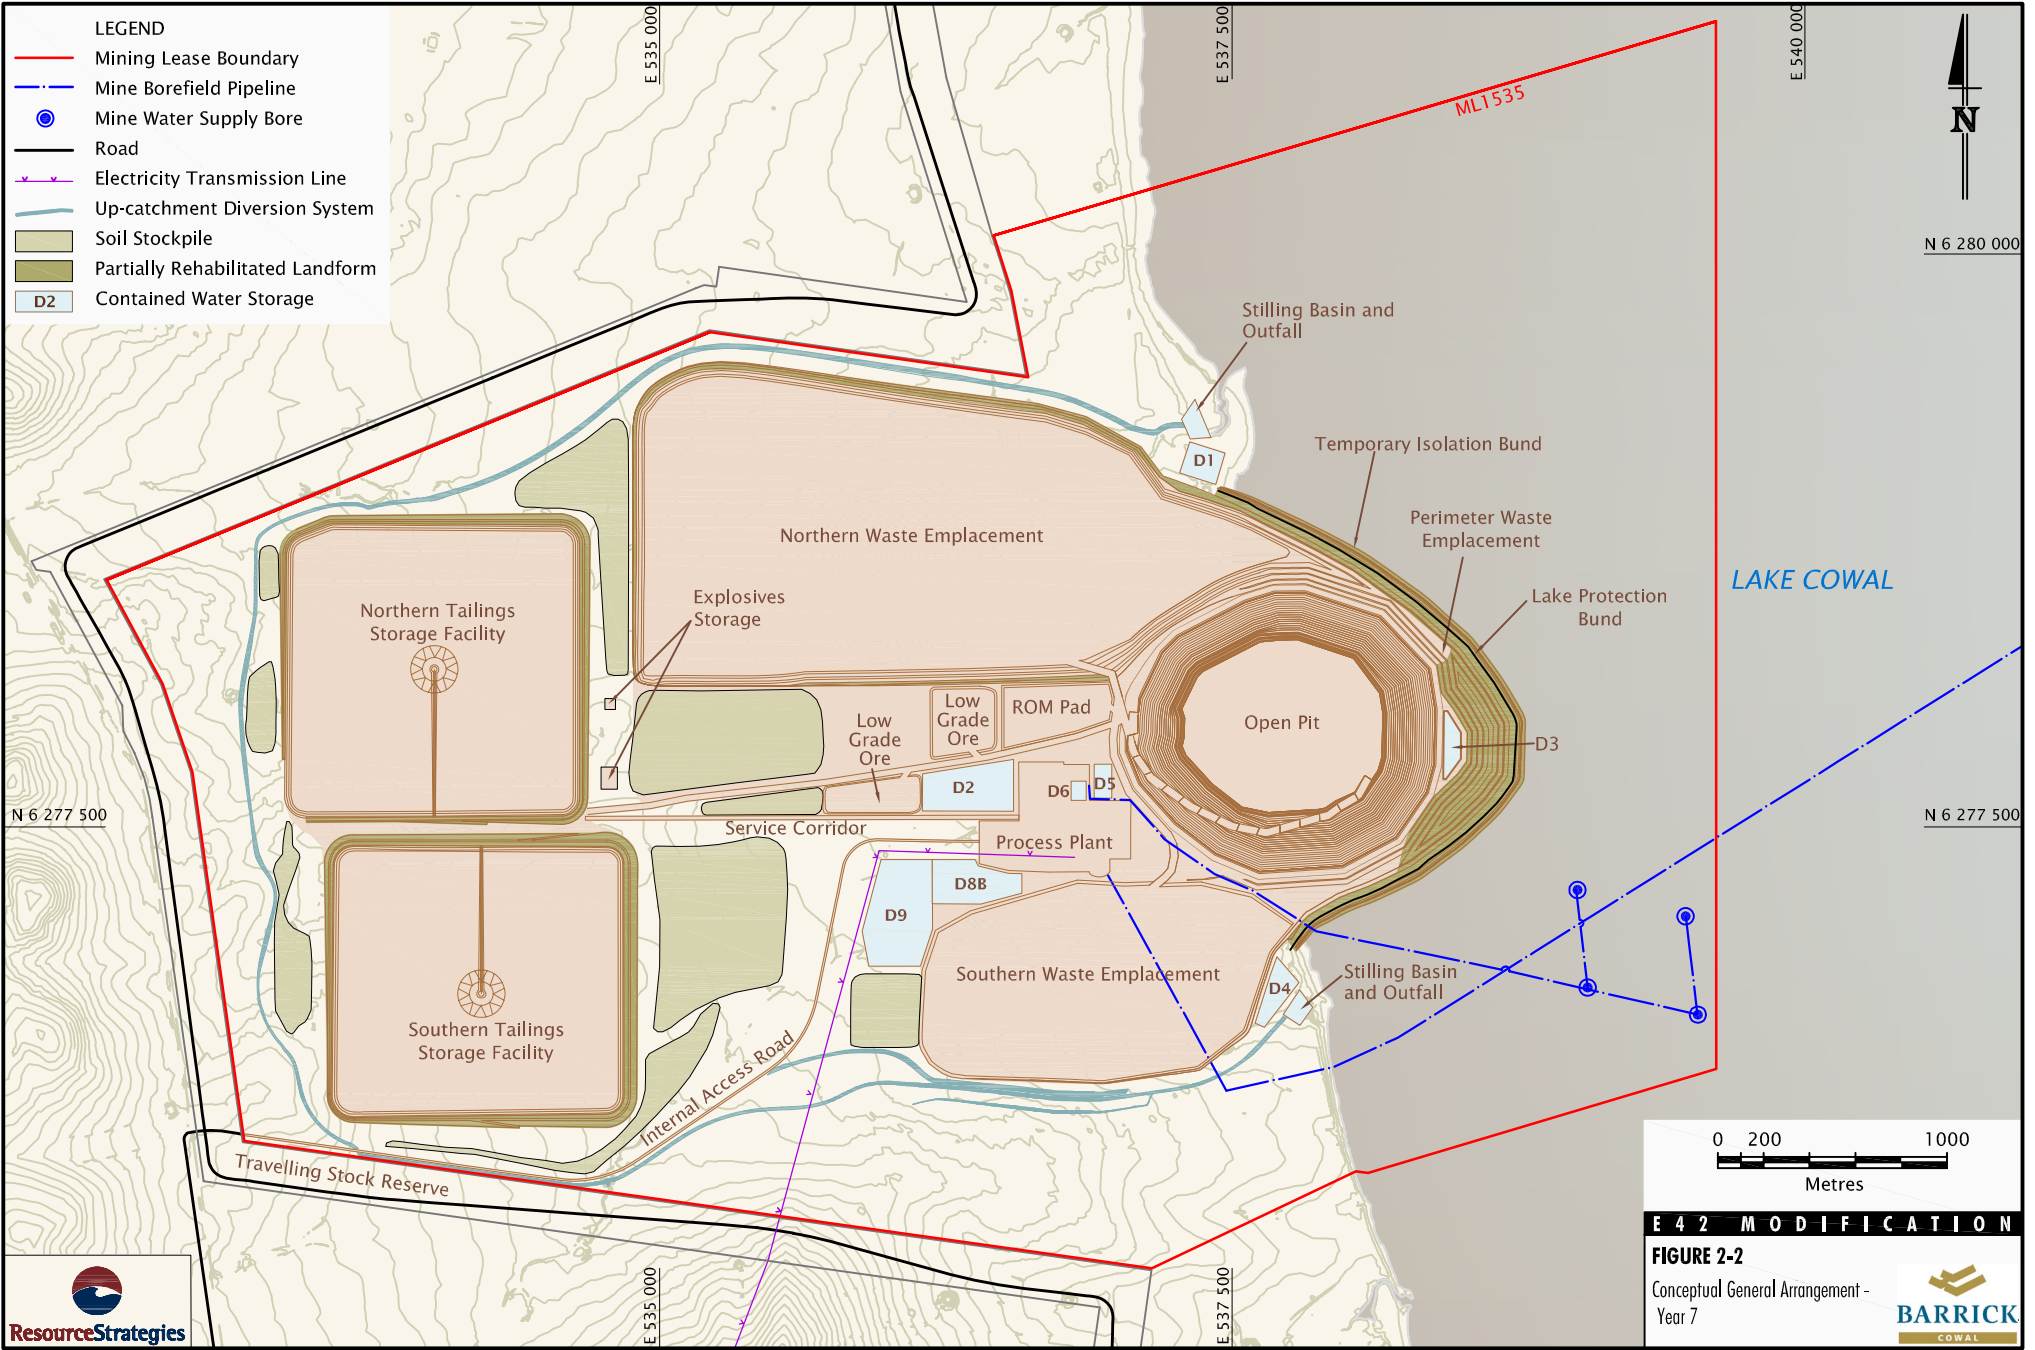 LEGEND
Mining Lease Boundary
Mine Borefield Pipeline
Mine Water Supply Bore
Road
Electricity Transmission Line
Up-catchment Diversion System
Soil Stockpile
Partially Rehabilitated Landform
D2 Contained Water Storage
E 535 000
E 537 500
E 540 000
N
ML1535
N 6 280 000
Stilling Basin and
Outfall
Temporary Isolation Bund
D1
Perimeter Waste
Emplacement
Northern Waste Emplacement
LAKE COWAL
Lake Protection
Bund
Explosives
Storage
Northern Tailings
Storage Facility
Low
Grade
Ore
ROM Pad
Low
Grade
Ore
Open Pit
D3
D2
D6
D5
N 6 277 500
N 6 277 500
Service Corridor
Process Plant
D8B
D9
Southern Waste Emplacement
D4
Stilling Basin
and Outfall
Southern Tailings
Storage Facility
Internal Access Road
Travelling Stock Reserve
E 535 000
E 537 500
0 200 1000
Metres
E42 MODIFICATION
FIGURE 2-2
Conceptual General Arrangement -
Year 7
BARRICK
COWAL
ResourceStrategies